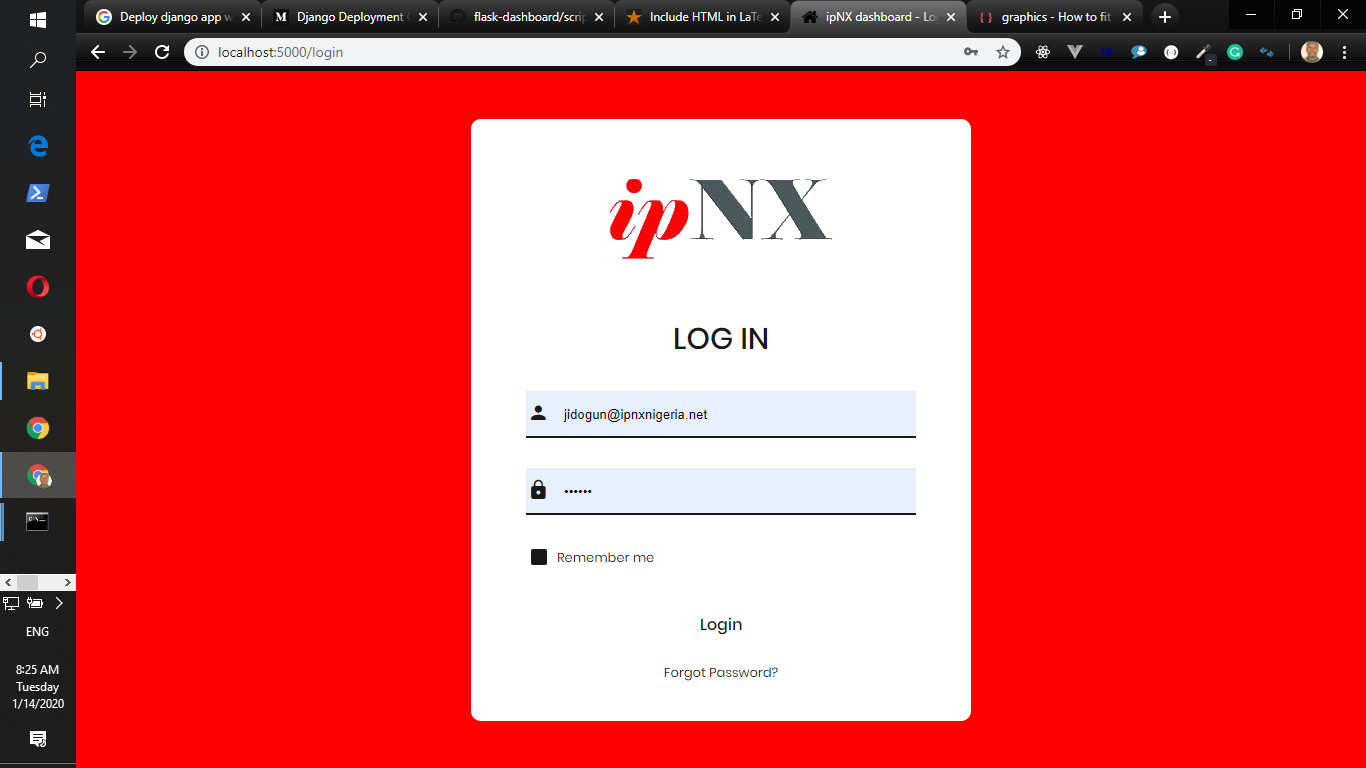 Deploy django app w
Django Deployment
flask-dashboard/scrip
Include HTML in LaTe
ipNX dashboard - Lo
graphics - How to fit
localhost:5000/login
ipNX
LOG IN
jidogun@ipnxnigeria.net
••••••
Remember me
Login
Forgot Password?
ENG
8:25 AM
Tuesday
1/14/2020